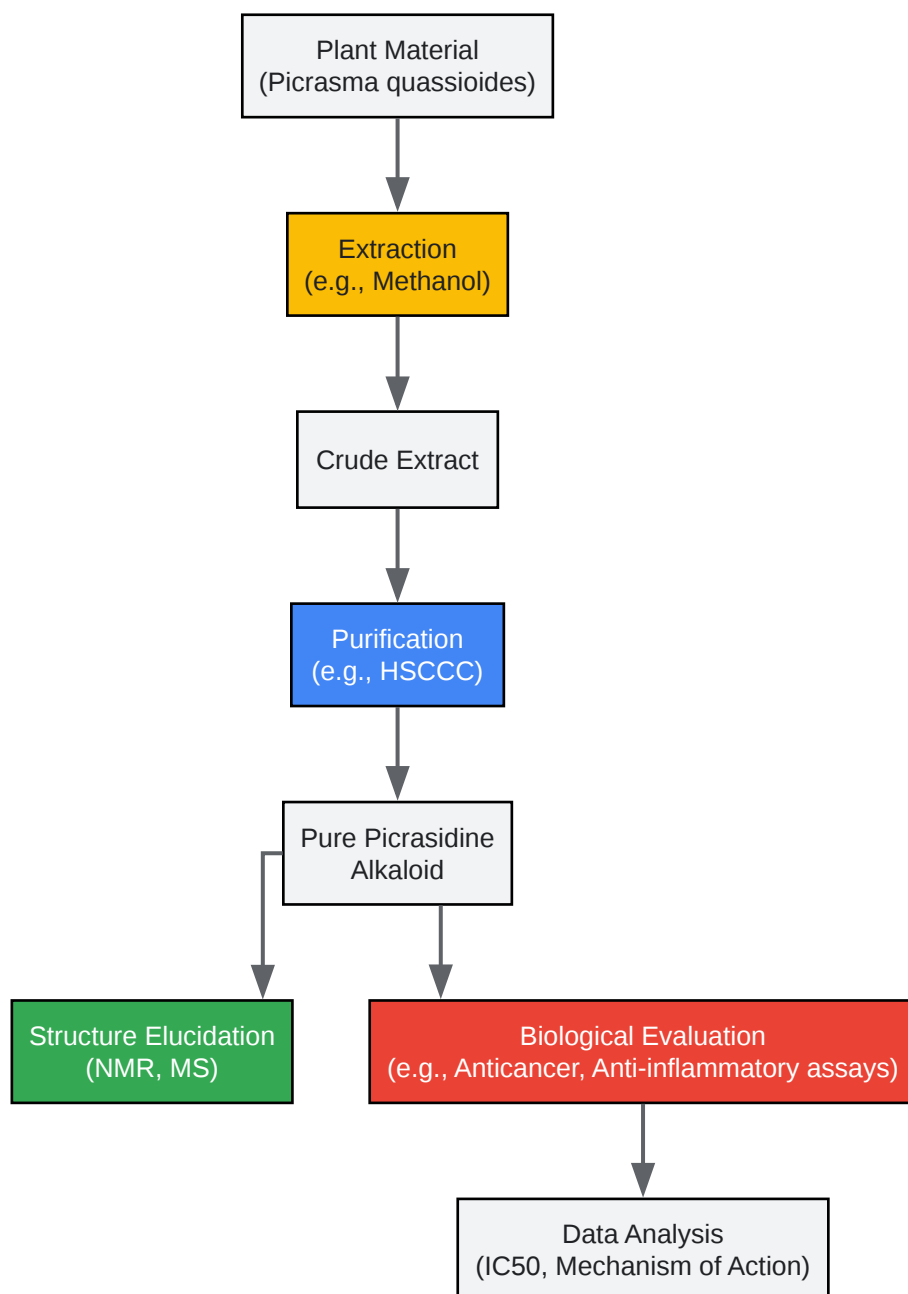 Plant Material
(Picrasma quassioides)
Extraction
(e.g., Methanol)
Crude Extract
Purification
(e.g., HSCCC)
Pure Picrasidine
Alkaloid
Structure Elucidation
(NMR, MS)
Biological Evaluation
(e.g., Anticancer, Anti-inflammatory assays)
Data Analysis
(IC50, Mechanism of Action)